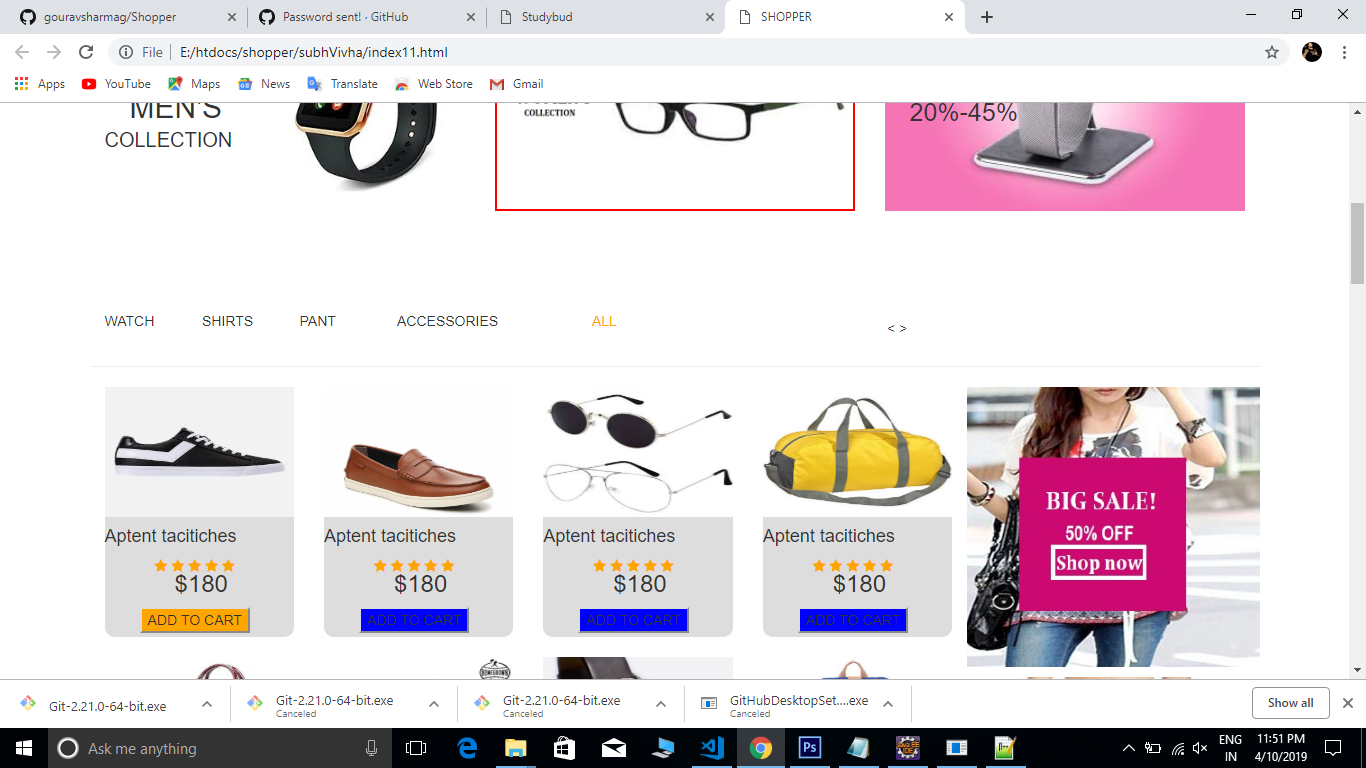 gouravsharmag/Shopper
Password sent! · GitHub
Studybud
SHOPPER
File
E:/htdocs/shopper/subhVivha/index11.html
Apps
YouTube
Maps
News
Translate
Web Store
Gmail
MEN'S
COLLECTION
COLLECTION
20%-45%
WATCH
SHIRTS
PANT
ACCESSORIES
ALL
< >
Aptent tacitiches
$180
ADD TO CART
Aptent tacitiches
$180
ADD TO CART
Aptent tacitiches
$180
ADD TO CART
Aptent tacitiches
$180
ADD TO CART
BIG SALE!
50% OFF
Shop now
Git-2.21.0-64-bit.exe
Git-2.21.0-64-bit.exe
Canceled
Git-2.21.0-64-bit.exe
Canceled
GitHubDesktopSet....exe
Canceled
Show all
Ask me anything
ENG
IN
11:51 PM
4/10/2019